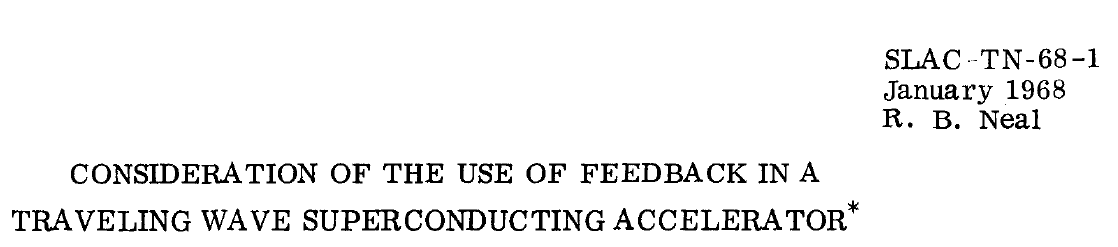 SLAC-TN-68-1
January 1968
R. B. Neal
CONSIDERATION OF THE USE OF FEEDBACK IN A
TRAVELING WAVE SUPERCONDUCTING ACCELERATOR*